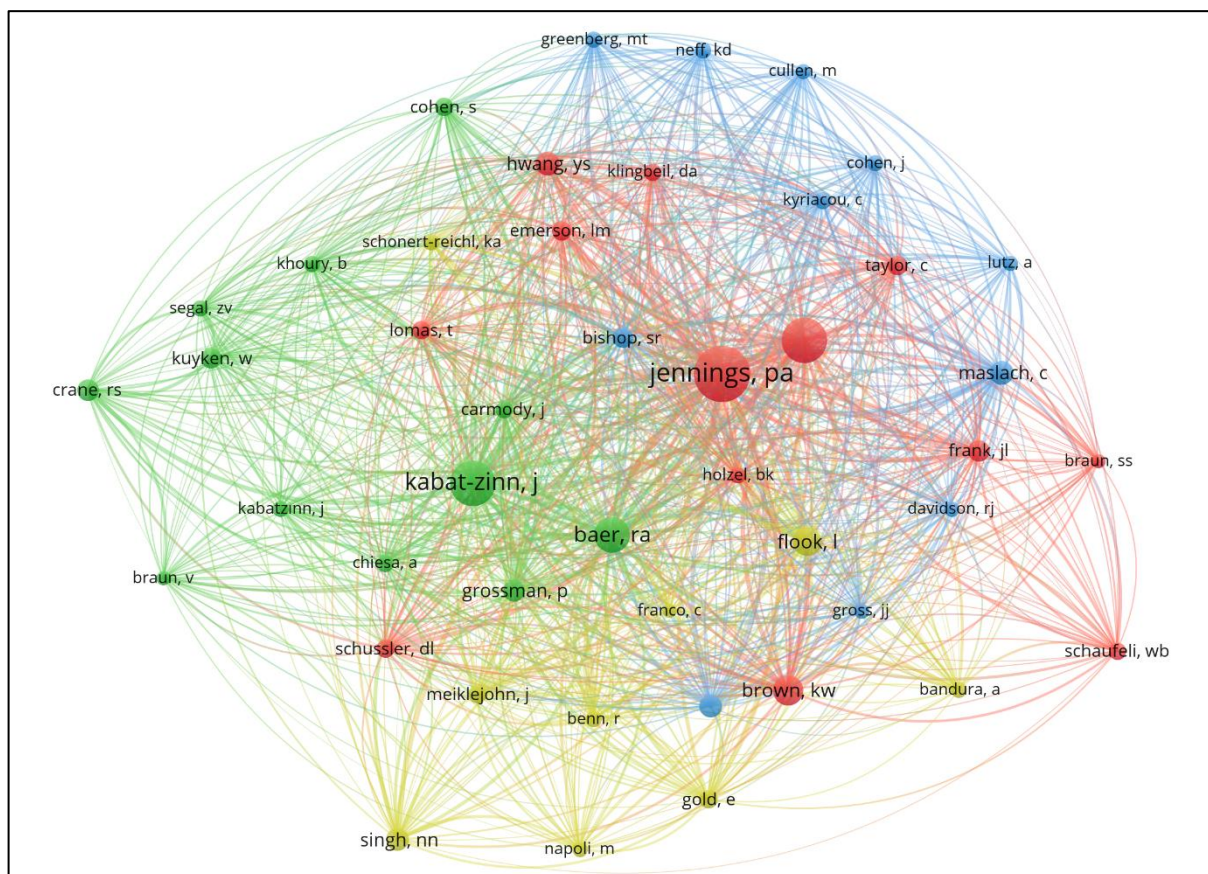 greenberg, mt
neff, kd
cullen, m
cohen, s
hwang, ys
klingbeil, da
cohen, j
kyriacou, c
emerson, lm
schonert-reichl, ka
khoury, b
taylor, c
lutz, a
segal, zv
lomas, t
bishop, sr
kuyken, w
jennings, pa
maslach, c
crane, rs
carmody, j
kabat-zinn, j
holzel, bk
frank, jl
braun, ss
kabatzinn, j
davidson, rj
baer, ra
flook, l
chiesa, a
braun, v
grossman, p
franco, c
gross, jj
schussler, dl
schaufeli, wb
meiklejohn, j
benn, r
brown, kw
bandura, a
gold, e
singh, nn
napoli, m